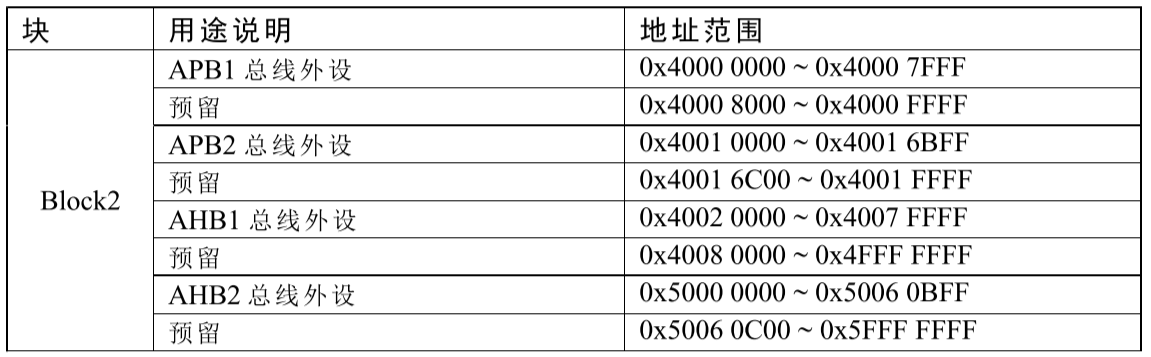 块 用途说明 地址范围
APB1 总线外设 0x4000 0000 ~ 0x4000 7FFF
预留 0x4000 8000 ~ 0x4000 FFFF
APB2 总线外设 0x4001 0000 ~ 0x4001 6BFF
预留 0x4001 6C00 ~ 0x4001 FFFF
Block2
AHB1 总线外设 0x4002 0000 ~ 0x4007 FFFF
预留 0x4008 0000 ~ 0x4FFF FFFF
AHB2 总线外设 0x5000 0000 ~ 0x5006 0BFF
预留 0x5006 0C00 ~ 0x5FFF FFFF